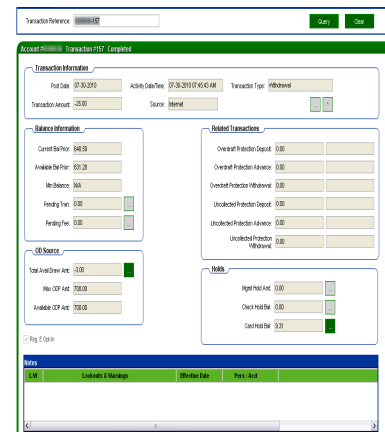 Transaction Reference: -157
Query Clear
Account # Transaction #157 Completed
Transaction Information
Post Date: 07-30-2010 Activity Date/Time: 07-30-2010 07:45:43 AM Transaction Type: Withdrawal
Transaction Amount: -25.00 Source: Internet ... *
Balance Information
Current Bal Prior: 640.59
Available Bal Prior: 631.28
Min Balance: N/A
Pending Tran: 0.00 ...
Pending Fee: 0.00 ...
Related Transactions
Overdraft Protection Deposit: 0.00
Overdraft Protection Advance: 0.00
Overdraft Protection Withdrawal: 0.00
Uncollected Protection Deposit: 0.00
Uncollected Protection Advance: 0.00
Uncollected Protection
Withdrawal: 0.00
OD Source
Total Avail Draw Amt: -3.00 ...
Max ODP Amt: 700.00
Available ODP Amt: 700.00
Holds
Mgmt Hold Amt: 0.00 ...
Check Hold Bal: 0.00 ...
Card Hold Bal: 9.31 ...
Reg. E Opt-In
Notes
L/W Lockouts & Warnings Effective Date Pers / Acct